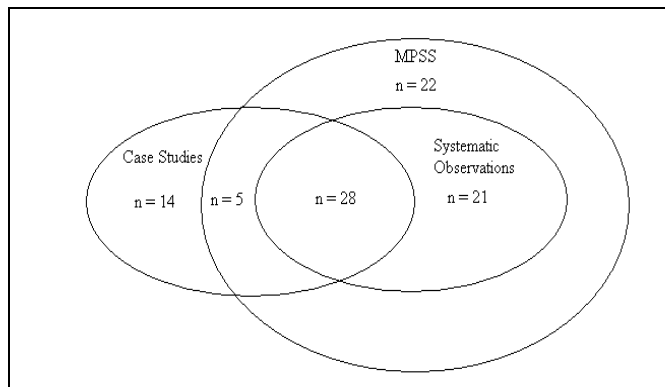 MPSS
n = 22
Case Studies
n = 14
n = 5
n = 28
Systematic
Observations
n = 21